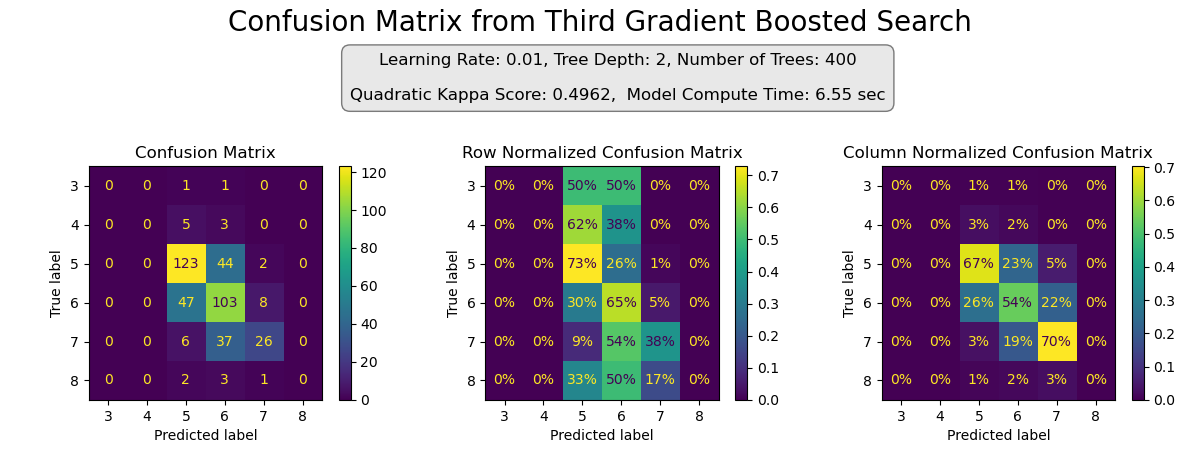 Confusion Matrix from Third Gradient Boosted Search
Learning Rate: 0.01, Tree Depth: 2, Number of Trees: 400
Quadratic Kappa Score: 0.4962,  Model Compute Time: 6.55 sec
Confusion Matrix
True label
3 0 0 1 1 0 0
4 0 0 5 3 0 0
5 0 0 123 44 2 0
6 0 0 47 103 8 0
7 0 0 6 37 26 0
8 0 0 2 3 1 0
3 4 5 6 7 8
Predicted label
120
100
80
60
40
20
0
Row Normalized Confusion Matrix
True label
3 0% 0% 50% 50% 0% 0%
4 0% 0% 62% 38% 0% 0%
5 0% 0% 73% 26% 1% 0%
6 0% 0% 30% 65% 5% 0%
7 0% 0% 9% 54% 38% 0%
8 0% 0% 33% 50% 17% 0%
3 4 5 6 7 8
Predicted label
0.7
0.6
0.5
0.4
0.3
0.2
0.1
0.0
Column Normalized Confusion Matrix
True label
3 0% 0% 1% 1% 0% 0%
4 0% 0% 3% 2% 0% 0%
5 0% 0% 67% 23% 5% 0%
6 0% 0% 26% 54% 22% 0%
7 0% 0% 3% 19% 70% 0%
8 0% 0% 1% 2% 3% 0%
3 4 5 6 7 8
Predicted label
0.7
0.6
0.5
0.4
0.3
0.2
0.1
0.0